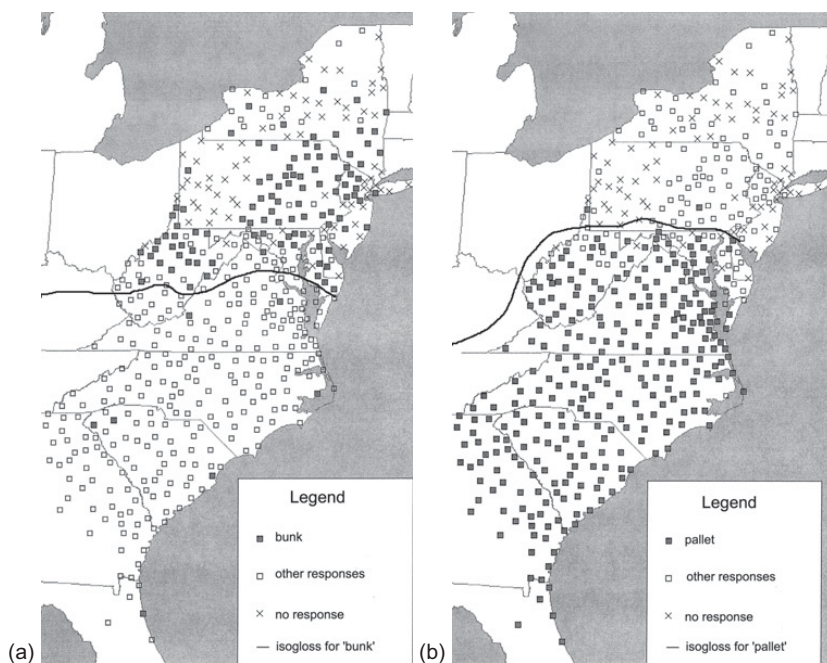 Legend
bunk
other responses
no response
isogloss for 'bunk'
(a)
Legend
pallet
other responses
no response
isogloss for 'pallet'
(b)